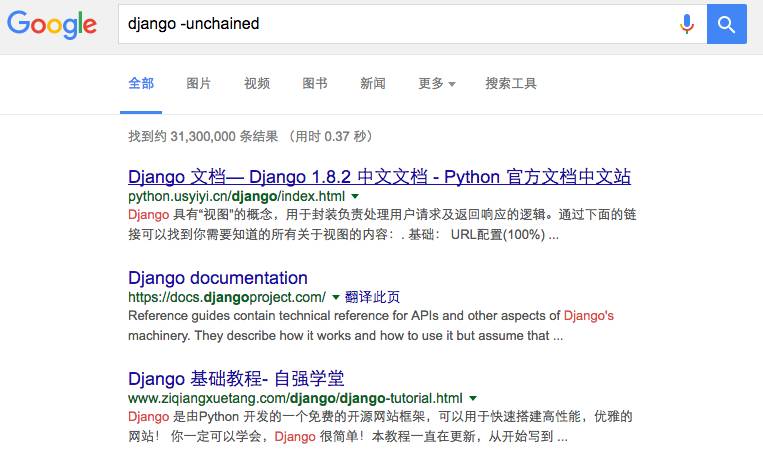 Google django -unchained
全部 图片 视频 图书 新闻 更多 搜索工具
找到约 31,300,000 条结果 （用时 0.37 秒）
Django 文档— Django 1.8.2 中文文档 - Python 官方文档中文站
python.usyiyi.cn/django/index.html
Django 具有“视图”的概念，用于封装负责处理用户请求及返回响应的逻辑。通过下面的链
接可以找到你需要知道的所有关于视图的内容：. 基础： URL配置(100%) ...
Django documentation
https://docs.djangoproject.com/ 翻译此页
Reference guides contain technical reference for APIs and other aspects of Django's
machinery. They describe how it works and how to use it but assume that ...
Django 基础教程- 自强学堂
www.ziqiangxuetang.com/django/django-tutorial.html
Django 是由Python 开发的一个免费的开源网站框架，可以用于快速搭建高性能，优雅的
网站！ 你一定可以学会，Django 很简单！本教程一直在更新，从开始写到 ...